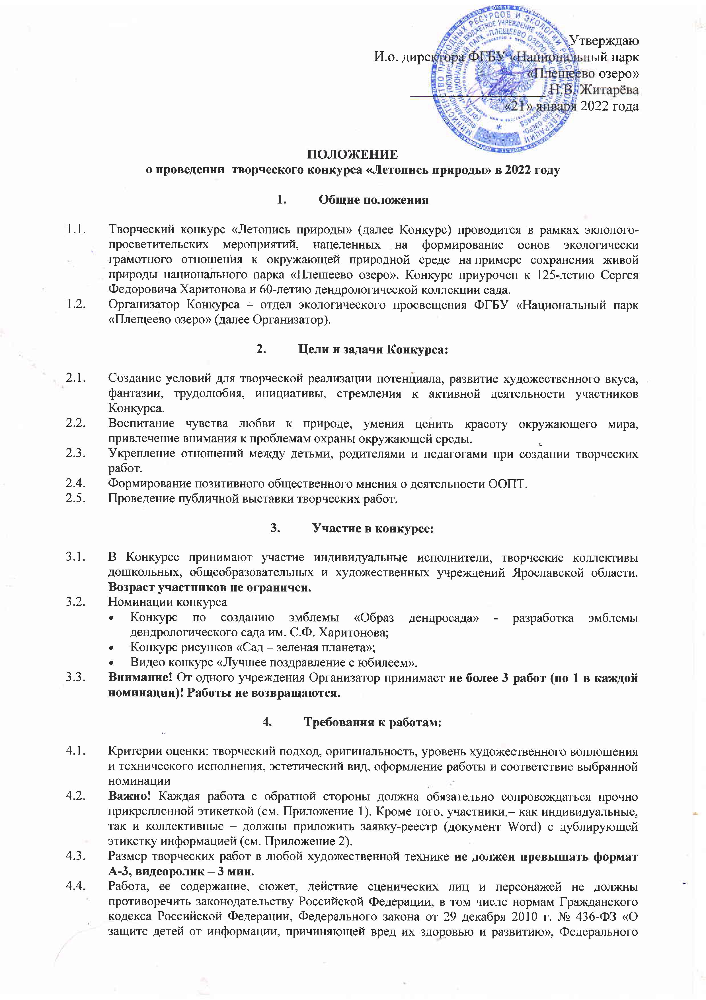 Утверждаю
И.о. директора ФГБУ «Национальный парк
«Плещеево озеро»
Н.В. Житарёва
«21» января 2022 года
МИНИСТЕРСТВО ПРИРОДНЫХ РЕСУРСОВ И ЭКОЛОГИИ РОССИЙСКОЙ ФЕДЕРАЦИИ
ПОЛОЖЕНИЕ
о проведении творческого конкурса «Летопись природы» в 2022 году
1. Общие положения
1.1. Творческий конкурс «Летопись природы» (далее Конкурс) проводится в рамках эклолого-
просветительских мероприятий, нацеленных на формирование основ экологически
грамотного отношения к окружающей природной среде на примере сохранения живой
природы национального парка «Плещеево озеро». Конкурс приурочен к 125-летию Сергея
Федоровича Харитонова и 60-летию дендрологической коллекции сада.
1.2. Организатор Конкурса – отдел экологического просвещения ФГБУ «Национальный парк
«Плещеево озеро» (далее Организатор).
2. Цели и задачи Конкурса:
2.1. Создание условий для творческой реализации потенциала, развитие художественного вкуса,
фантазии, трудолюбия, инициативы, стремления к активной деятельности участников
Конкурса.
2.2. Воспитание чувства любви к природе, умения ценить красоту окружающего мира,
привлечение внимания к проблемам охраны окружающей среды.
2.3. Укрепление отношений между детьми, родителями и педагогами при создании творческих
работ.
2.4. Формирование позитивного общественного мнения о деятельности ООПТ.
2.5. Проведение публичной выставки творческих работ.
3. Участие в конкурсе:
3.1. В Конкурсе принимают участие индивидуальные исполнители, творческие коллективы
дошкольных, общеобразовательных и художественных учреждений Ярославской области.
Возраст участников не ограничен.
3.2. Номинации конкурса
• Конкурс по созданию эмблемы «Образ дендросада» - разработка эмблемы
дендрологического сада им. С.Ф. Харитонова;
• Конкурс рисунков «Сад – зеленая планета»;
• Видео конкурс «Лучшее поздравление с юбилеем».
3.3. Внимание! От одного учреждения Организатор принимает не более 3 работ (по 1 в каждой
номинации)! Работы не возвращаются.
4. Требования к работам:
4.1. Критерии оценки: творческий подход, оригинальность, уровень художественного воплощения
и технического исполнения, эстетический вид, оформление работы и соответствие выбранной
номинации
4.2. Важно! Каждая работа с обратной стороны должна обязательно сопровождаться прочно
прикрепленной этикеткой (см. Приложение 1). Кроме того, участники – как индивидуальные,
так и коллективные – должны приложить заявку-реестр (документ Word) с дублирующей
этикетку информацией (см. Приложение 2).
4.3. Размер творческих работ в любой художественной технике не должен превышать формат
А-3, видеоролик – 3 мин.
4.4. Работа, ее содержание, сюжет, действие сценических лиц и персонажей не должны
противоречить законодательству Российской Федерации, в том числе нормам Гражданского
кодекса Российской Федерации, Федерального закона от 29 декабря 2010 г. № 436-ФЗ «О
защите детей от информации, причиняющей вред их здоровью и развитию», Федерального